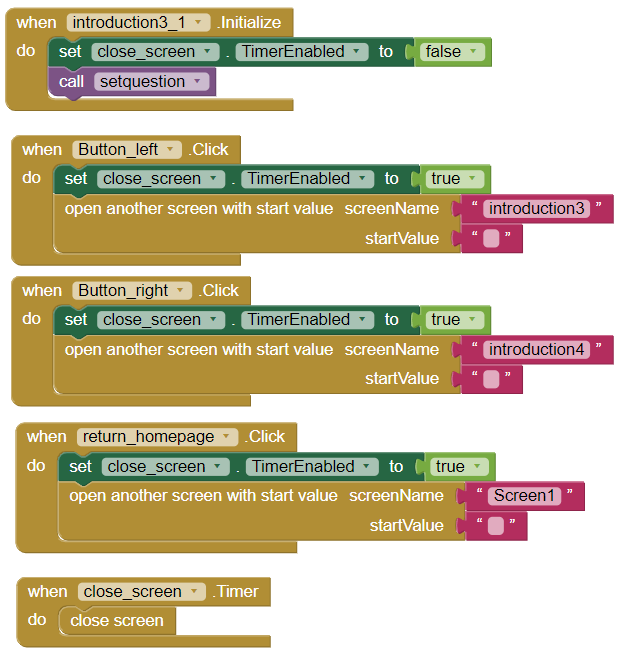 when introduction3_1 .Initialize
do set close_screen . TimerEnabled to false
call setquestion
when Button_left .Click
do set close_screen . TimerEnabled to true
open another screen with start value screenName “ introduction3 ”
startValue “ ”
when Button_right .Click
do set close_screen . TimerEnabled to true
open another screen with start value screenName “ introduction4 ”
startValue “ ”
when return_homepage .Click
do set close_screen . TimerEnabled to true
open another screen with start value screenName “ Screen1 ”
startValue “ ”
when close_screen .Timer
do close screen